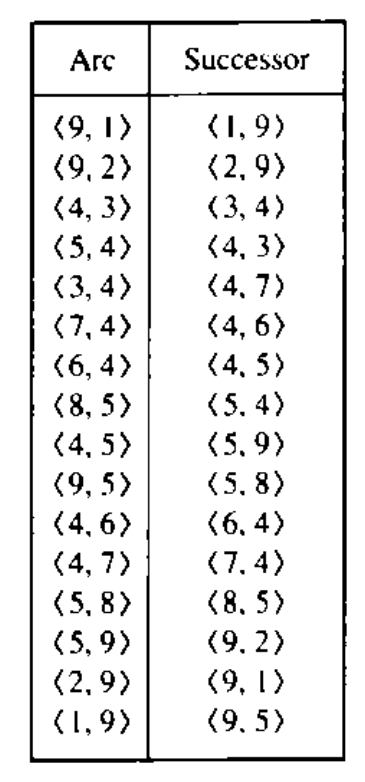 Arc Successor
⟨9, 1⟩ ⟨1, 9⟩
⟨9, 2⟩ ⟨2, 9⟩
⟨4, 3⟩ ⟨3, 4⟩
⟨5, 4⟩ ⟨4, 3⟩
⟨3, 4⟩ ⟨4, 7⟩
⟨7, 4⟩ ⟨4, 6⟩
⟨6, 4⟩ ⟨4, 5⟩
⟨8, 5⟩ ⟨5, 4⟩
⟨4, 5⟩ ⟨5, 9⟩
⟨9, 5⟩ ⟨5, 8⟩
⟨4, 6⟩ ⟨6, 4⟩
⟨4, 7⟩ ⟨7, 4⟩
⟨5, 8⟩ ⟨8, 5⟩
⟨5, 9⟩ ⟨9, 2⟩
⟨2, 9⟩ ⟨9, 1⟩
⟨1, 9⟩ ⟨9, 5⟩